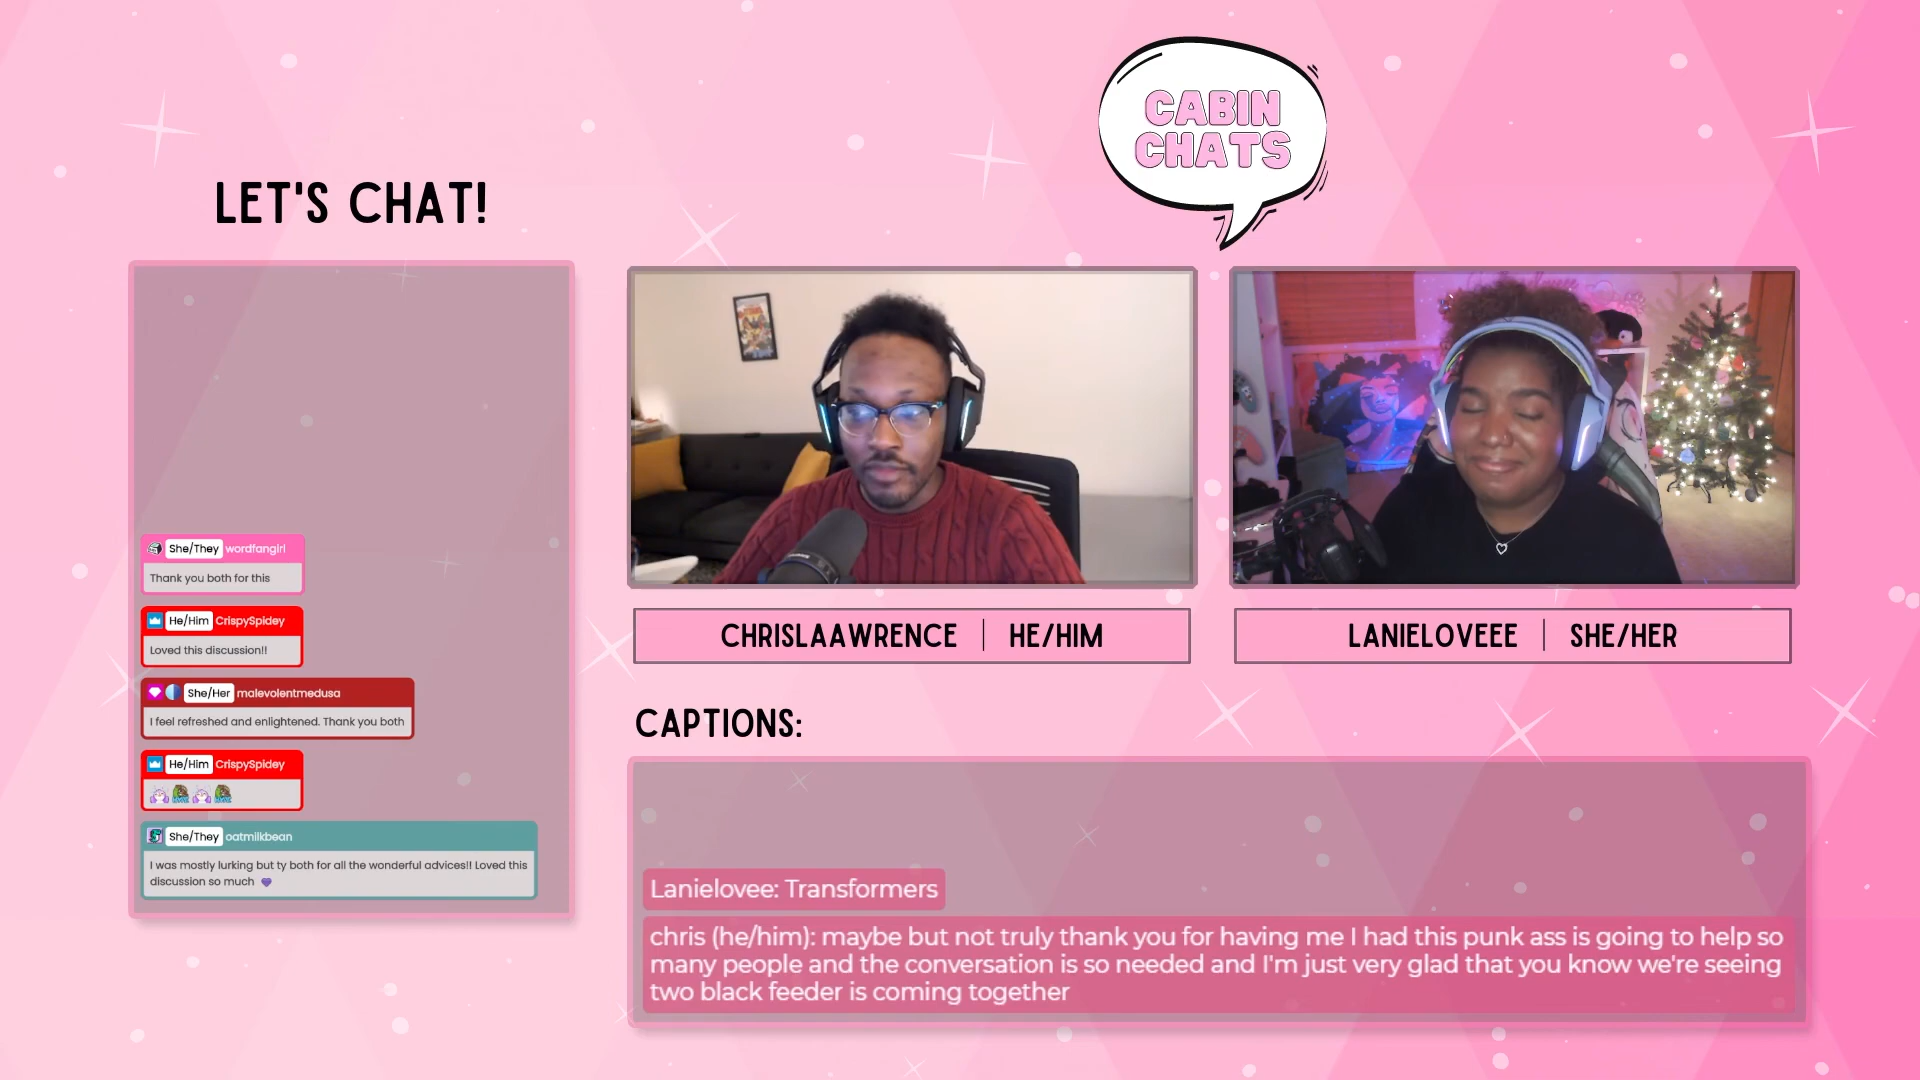 CABIN
CHATS
LET'S CHAT!
She/They wordfangirl
Thank you both for this
He/Him CrispySpidey
Loved this discussion!!
She/Her malevolentmedusa
I feel refreshed and enlightened. Thank you both
He/Him CrispySpidey
She/They oatmilkbean
I was mostly lurking but ty both for all the wonderful advices!! Loved this
discussion so much
CHRISLAAWRENCE | HE/HIM
LANIELOVEEE | SHE/HER
CAPTIONS:
Lanielovee: Transformers
chris (he/him): maybe but not truly thank you for having me I had this punk ass is going to help so
many people and the conversation is so needed and I'm just very glad that you know we're seeing
two black feeder is coming together